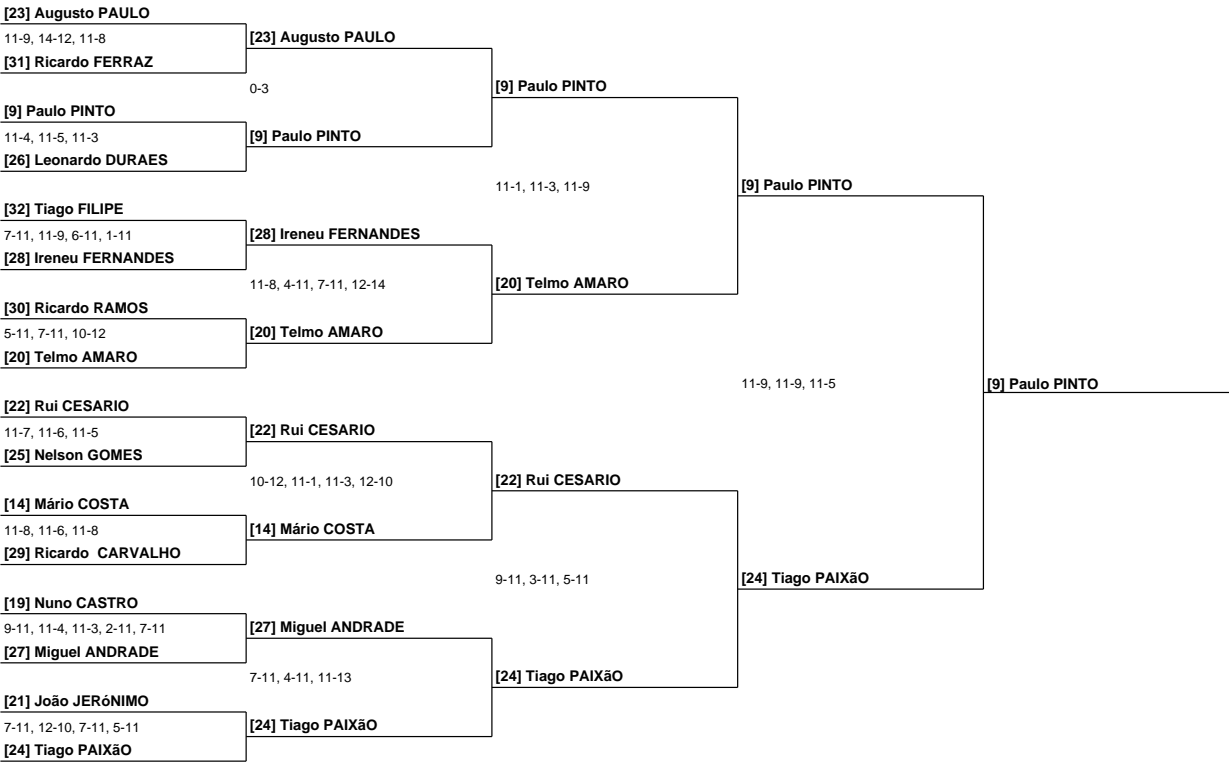 [23] Augusto PAULO
11-9, 14-12, 11-8
[31] Ricardo FERRAZ
[9] Paulo PINTO
11-4, 11-5, 11-3
[26] Leonardo DURAES
[32] Tiago FILIPE
7-11, 11-9, 6-11, 1-11
[28] Ireneu FERNANDES
[30] Ricardo RAMOS
5-11, 7-11, 10-12
[20] Telmo AMARO
[22] Rui CESARIO
11-7, 11-6, 11-5
[25] Nelson GOMES
[14] Mário COSTA
11-8, 11-6, 11-8
[29] Ricardo  CARVALHO
[19] Nuno CASTRO
9-11, 11-4, 11-3, 2-11, 7-11
[27] Miguel ANDRADE
[21] João JERóNIMO
7-11, 12-10, 7-11, 5-11
[24] Tiago PAIXãO
[23] Augusto PAULO
0-3
[9] Paulo PINTO
[28] Ireneu FERNANDES
11-8, 4-11, 7-11, 12-14
[20] Telmo AMARO
[22] Rui CESARIO
10-12, 11-1, 11-3, 12-10
[14] Mário COSTA
[27] Miguel ANDRADE
7-11, 4-11, 11-13
[24] Tiago PAIXãO
[9] Paulo PINTO
11-1, 11-3, 11-9
[20] Telmo AMARO
[22] Rui CESARIO
9-11, 3-11, 5-11
[24] Tiago PAIXãO
[9] Paulo PINTO
11-9, 11-9, 11-5
[24] Tiago PAIXãO
[9] Paulo PINTO